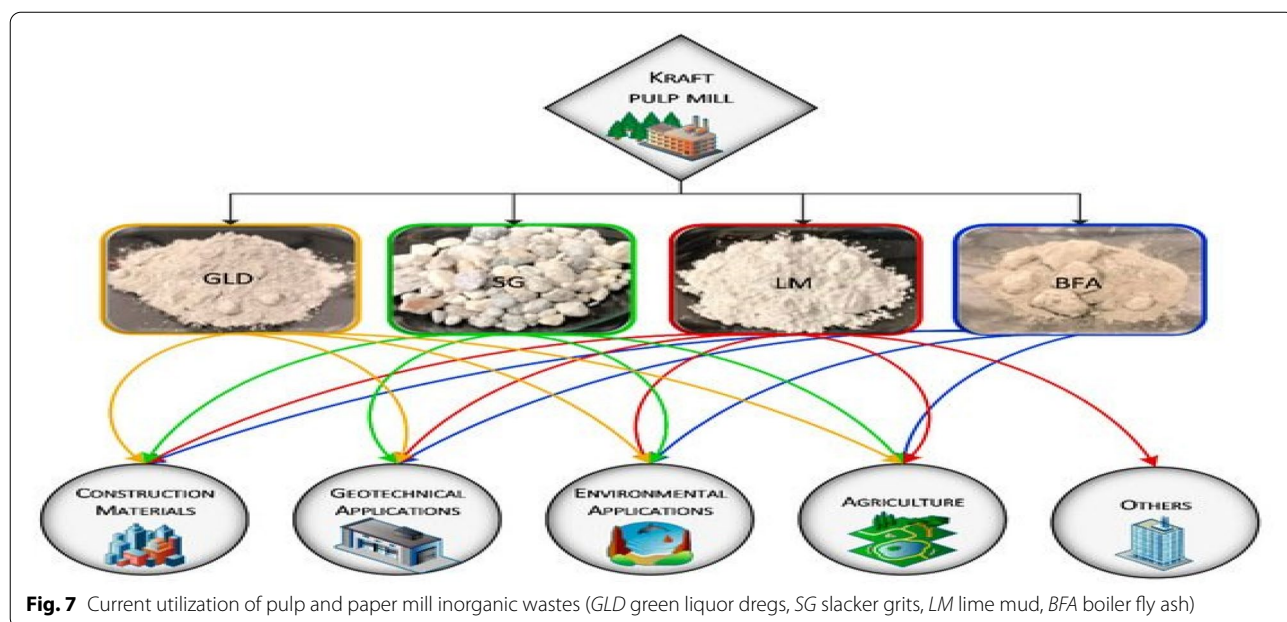 KRAFT
PULP MILL
GLD
SG
LM
BFA
CONSTRUCTION
MATERIALS
GEOTECHNICAL
APPLICATIONS
ENVIRONMENTAL
APPLICATIONS
AGRICULTURE
OTHERS
Fig. 7 Current utilization of pulp and paper mill inorganic wastes (GLD green liquor dregs, SG slacker grits, LM lime mud, BFA boiler fly ash)